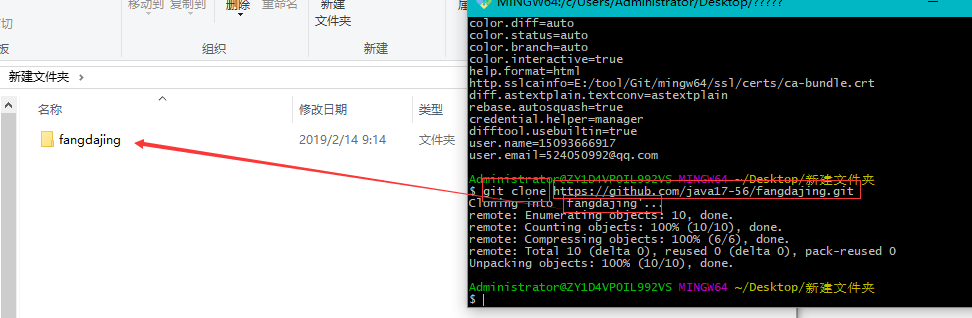 移动到 复制到 删除 重命名
新建
文件夹
切
板
组织
新建
新建文件夹
名称
修改日期
类型
fangdajing
2019/2/14 9:14
文件夹
MINGW64:/c/Users/Administrator/Desktop/?????
color.diff=auto
color.status=auto
color.branch=auto
color.interactive=true
help.format=html
http.sslcainfo=E:/tool/Git/mingw64/ssl/certs/ca-bundle.crt
diff.astextplain.textconv=astextplain
rebase.autosquash=true
credential.helper=manager
difftool.usebuiltin=true
user.name=15093666917
user.email=524050992@qq.com
Administrator@ZY1D4VPOIL992VS MINGW64 ~/Desktop/新建文件夹
$ git clone https://github.com/java17-56/fangdajing.git
Cloning into 'fangdajing'...
remote: Enumerating objects: 10, done.
remote: Counting objects: 100% (10/10), done.
remote: Compressing objects: 100% (6/6), done.
remote: Total 10 (delta 0), reused 0 (delta 0), pack-reused 0
Unpacking objects: 100% (10/10), done.
Administrator@ZY1D4VPOIL992VS MINGW64 ~/Desktop/新建文件夹
$